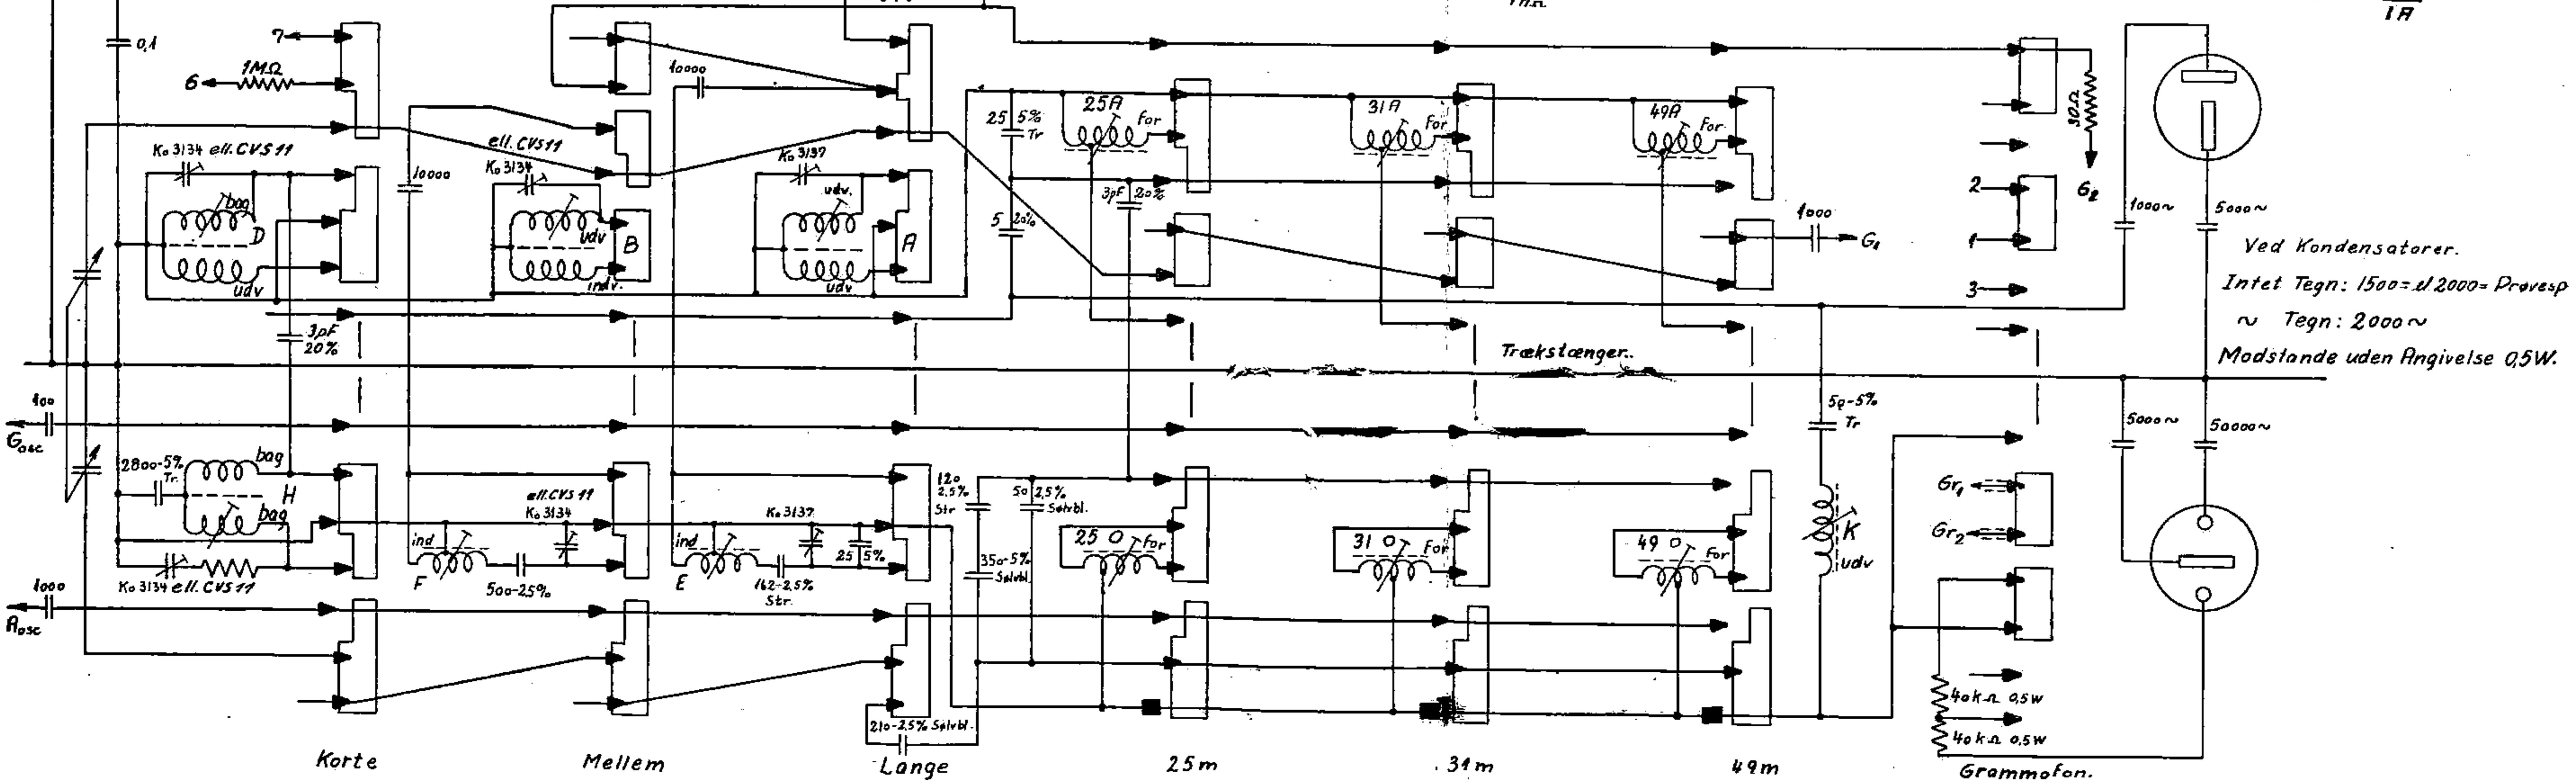 1A
0,1
7
6
1MΩ
10000
10000
Ko 3134 ell. CVS 11
ell. CVS 11
Ko 3134
Ko 3137
bag
D
udv
udv
B
indv.
udv.
A
udv
3pF
20%
25 5%
Tr
5 20%
3pF 20%
25A
For
31A
For
49A
For
1000
G1
30Ω
G2
2
1
3
1000~
5000~
Ved Kondensatorer.
Intet Tegn: 1500= el 2000= Prøvesp
~ Tegn: 2000~
Modstande uden Angivelse 0,5W.
Trækstænger.
100
Gosc
2800-5%
Tr.
bag
H
bag
Ko 3134 ell. CVS 11
1000
Aosc
ind
F
500-2,5%
ell. CVS 11
Ko 3134
ind
E
162-2,5%
Str.
Ko 3137
25 5%
120
2,5%
Str
50 2,5%
Sølvbl.
350-5%
Sølvbl.
210-2,5% Sølvbl.
25 O
For
31 O
For
49 O
For
50-5%
Tr
K
udv
Gr1
Gr2
40kΩ 0,5W
40kΩ 0,5W
5000~
50000~
Korte
Mellem
Lange
25m
31m
49m
Grammofon.